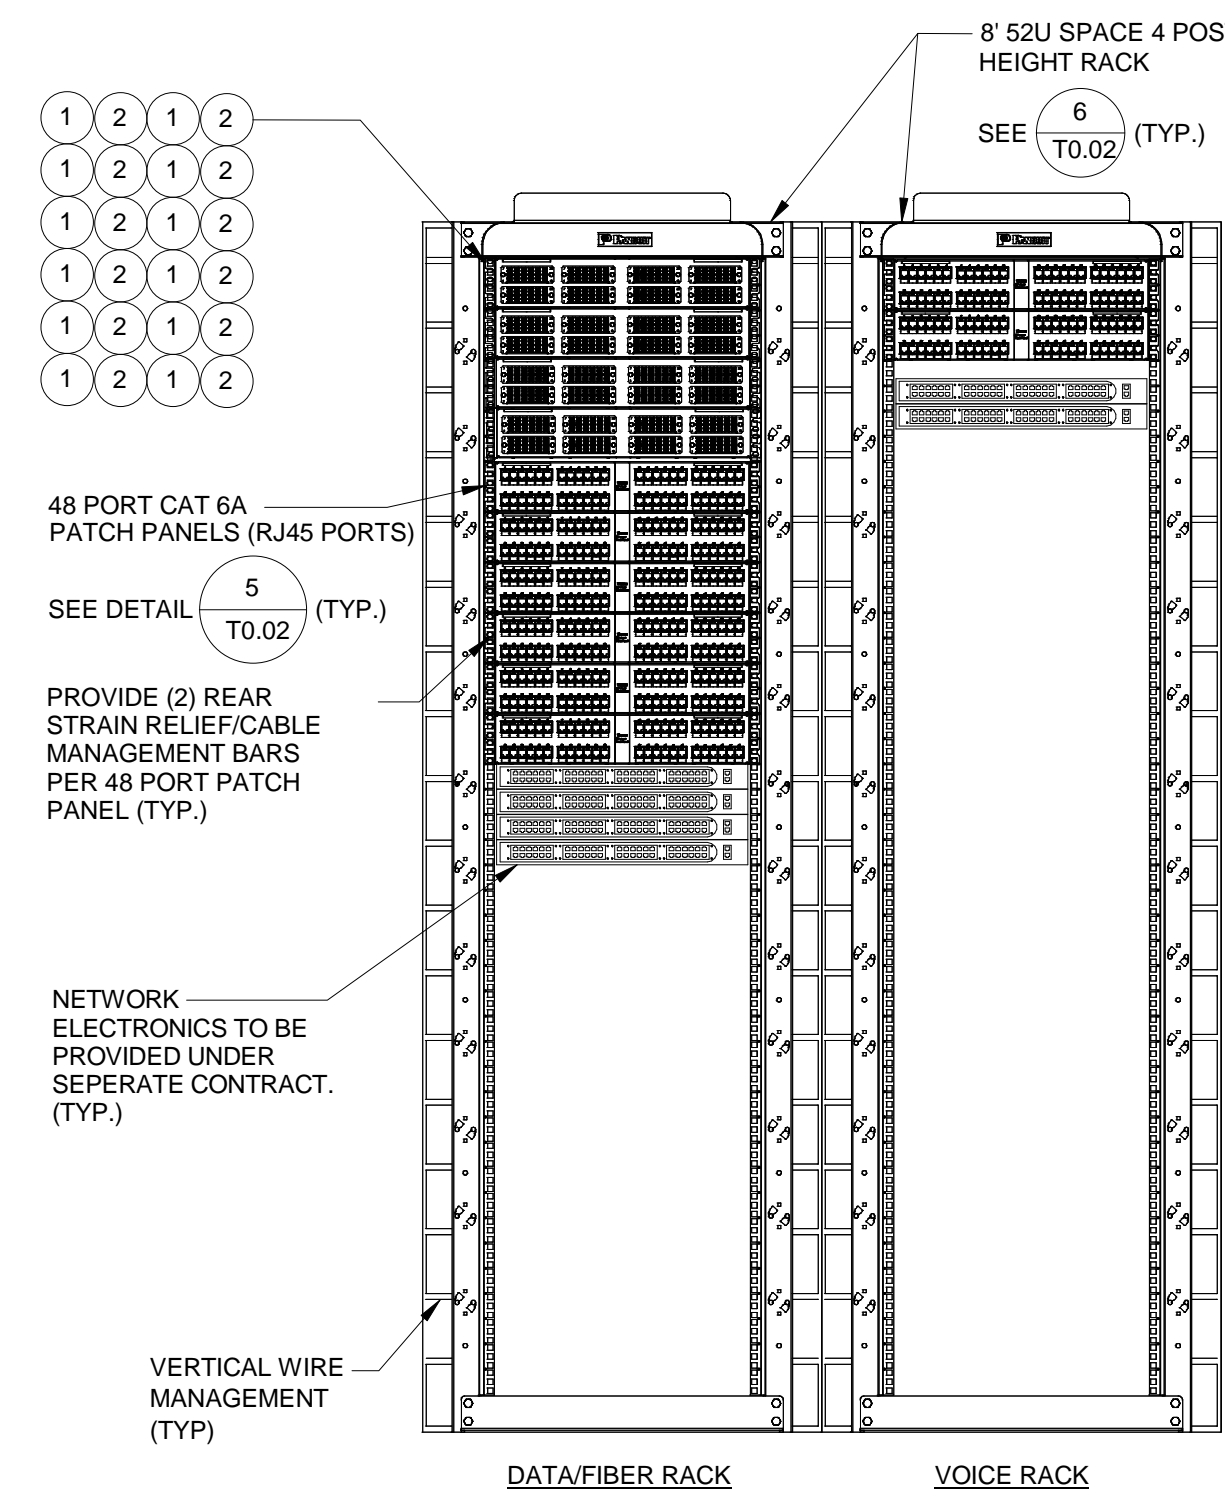 8' 52U SPACE 4 POS
HEIGHT RACK
SEE 6 (TYP.)
T0.02
1 2 1 2
1 2 1 2
1 2 1 2
1 2 1 2
1 2 1 2
1 2 1 2
48 PORT CAT 6A
PATCH PANELS (RJ45 PORTS)
SEE DETAIL 5 (TYP.)
T0.02
PROVIDE (2) REAR
STRAIN RELIEF/CABLE
MANAGEMENT BARS
PER 48 PORT PATCH
PANEL (TYP.)
NETWORK
ELECTRONICS TO BE
PROVIDED UNDER
SEPERATE CONTRACT.
(TYP.)
VERTICAL WIRE
MANAGEMENT
(TYP)
DATA/FIBER RACK
VOICE RACK